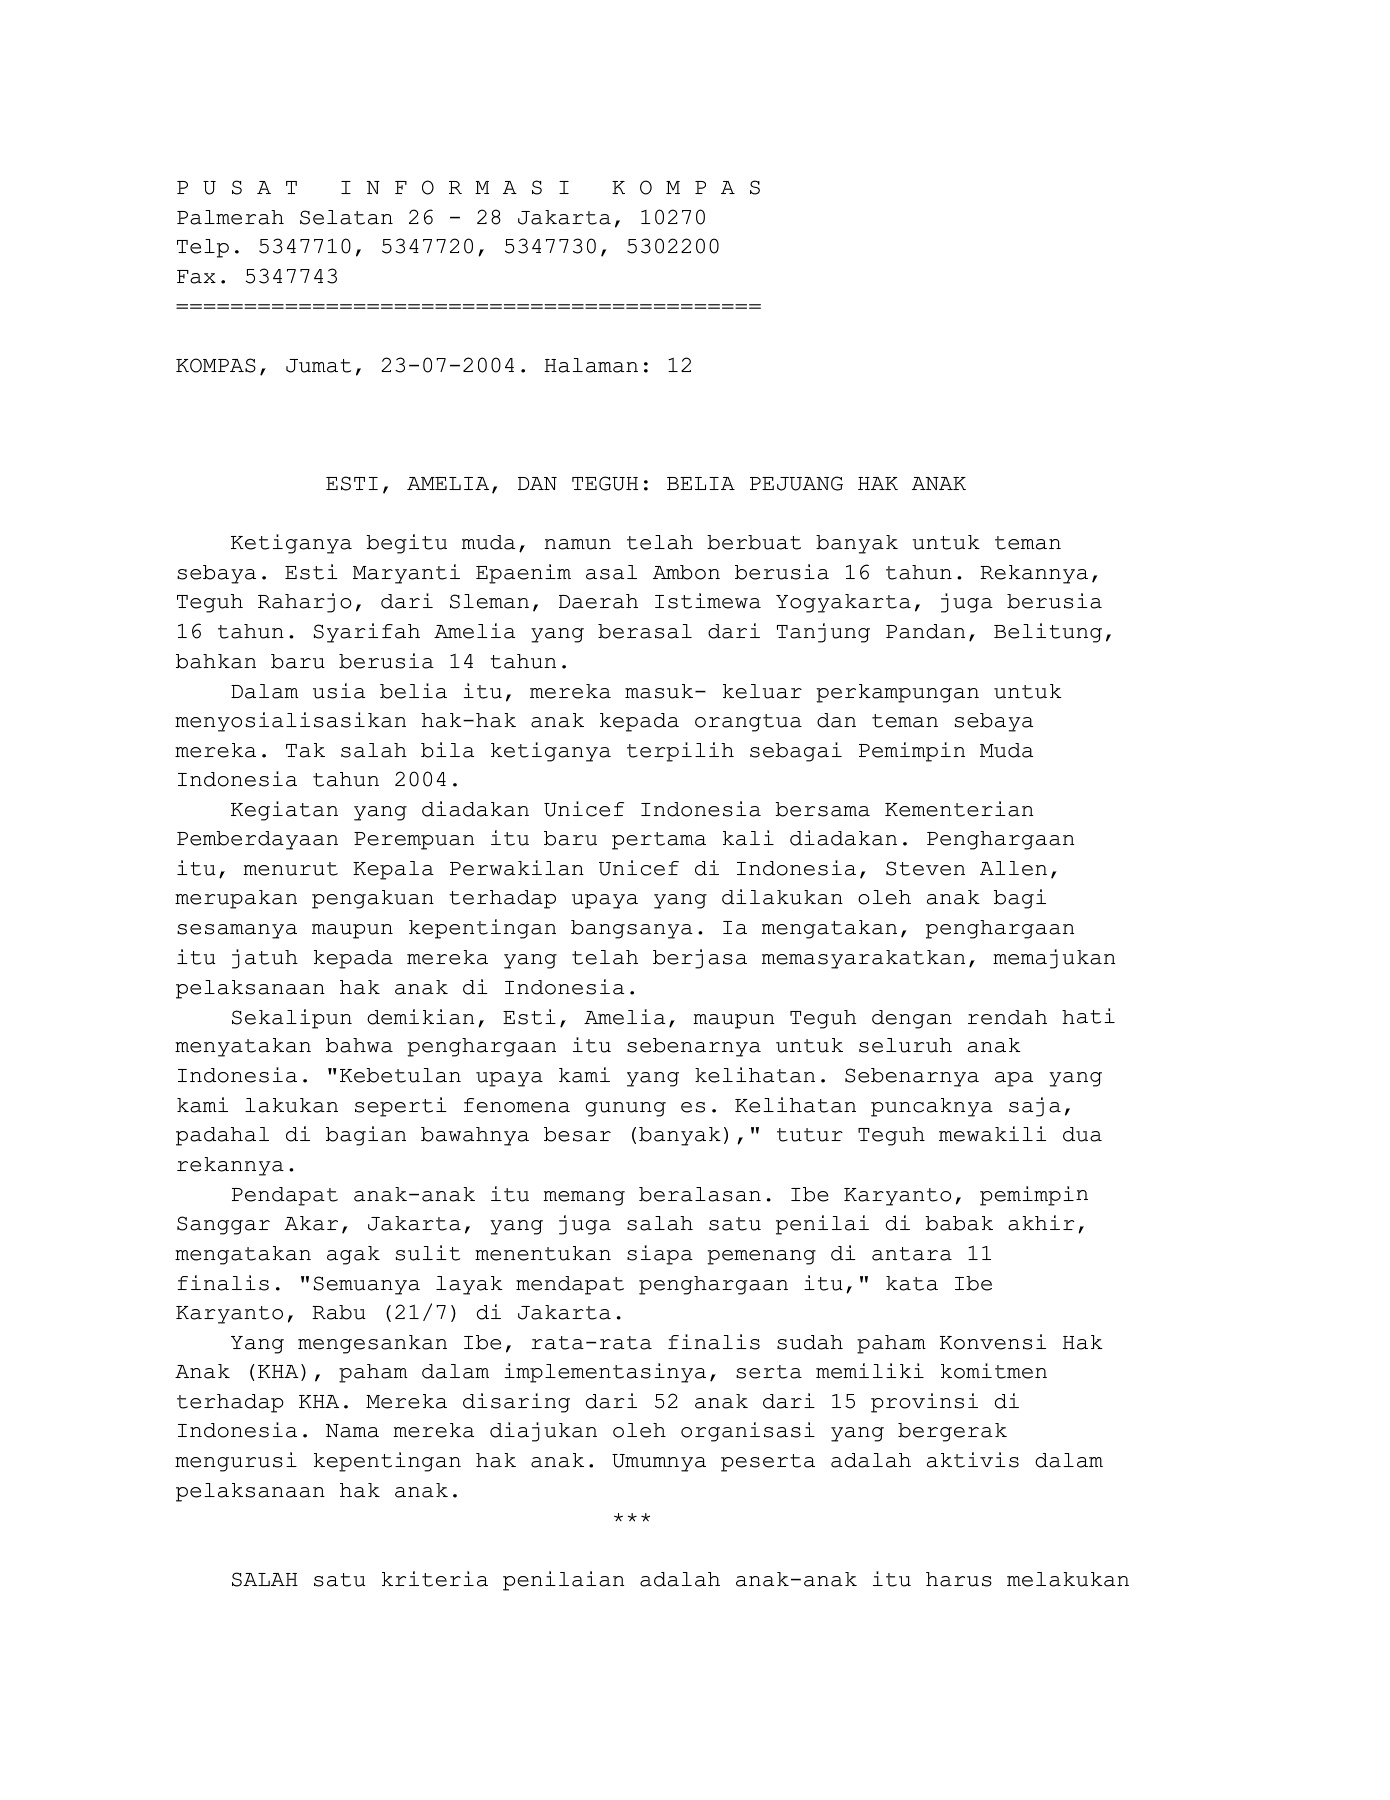 P U S A T   I N F O R M A S I   K O M P A S
Palmerah Selatan 26 - 28 Jakarta, 10270
Telp. 5347710, 5347720, 5347730, 5302200
Fax. 5347743
===========================================
KOMPAS, Jumat, 23-07-2004. Halaman: 12
ESTI, AMELIA, DAN TEGUH: BELIA PEJUANG HAK ANAK
Ketiganya begitu muda, namun telah berbuat banyak untuk teman
sebaya. Esti Maryanti Epaenim asal Ambon berusia 16 tahun. Rekannya,
Teguh Raharjo, dari Sleman, Daerah Istimewa Yogyakarta, juga berusia
16 tahun. Syarifah Amelia yang berasal dari Tanjung Pandan, Belitung,
bahkan baru berusia 14 tahun.
Dalam usia belia itu, mereka masuk- keluar perkampungan untuk
menyosialisasikan hak-hak anak kepada orangtua dan teman sebaya
mereka. Tak salah bila ketiganya terpilih sebagai Pemimpin Muda
Indonesia tahun 2004.
Kegiatan yang diadakan Unicef Indonesia bersama Kementerian
Pemberdayaan Perempuan itu baru pertama kali diadakan. Penghargaan
itu, menurut Kepala Perwakilan Unicef di Indonesia, Steven Allen,
merupakan pengakuan terhadap upaya yang dilakukan oleh anak bagi
sesamanya maupun kepentingan bangsanya. Ia mengatakan, penghargaan
itu jatuh kepada mereka yang telah berjasa memasyarakatkan, memajukan
pelaksanaan hak anak di Indonesia.
Sekalipun demikian, Esti, Amelia, maupun Teguh dengan rendah hati
menyatakan bahwa penghargaan itu sebenarnya untuk seluruh anak
Indonesia. "Kebetulan upaya kami yang kelihatan. Sebenarnya apa yang
kami lakukan seperti fenomena gunung es. Kelihatan puncaknya saja,
padahal di bagian bawahnya besar (banyak)," tutur Teguh mewakili dua
rekannya.
Pendapat anak-anak itu memang beralasan. Ibe Karyanto, pemimpin
Sanggar Akar, Jakarta, yang juga salah satu penilai di babak akhir,
mengatakan agak sulit menentukan siapa pemenang di antara 11
finalis. "Semuanya layak mendapat penghargaan itu," kata Ibe
Karyanto, Rabu (21/7) di Jakarta.
Yang mengesankan Ibe, rata-rata finalis sudah paham Konvensi Hak
Anak (KHA), paham dalam implementasinya, serta memiliki komitmen
terhadap KHA. Mereka disaring dari 52 anak dari 15 provinsi di
Indonesia. Nama mereka diajukan oleh organisasi yang bergerak
mengurusi kepentingan hak anak. Umumnya peserta adalah aktivis dalam
pelaksanaan hak anak.
***
SALAH satu kriteria penilaian adalah anak-anak itu harus melakukan